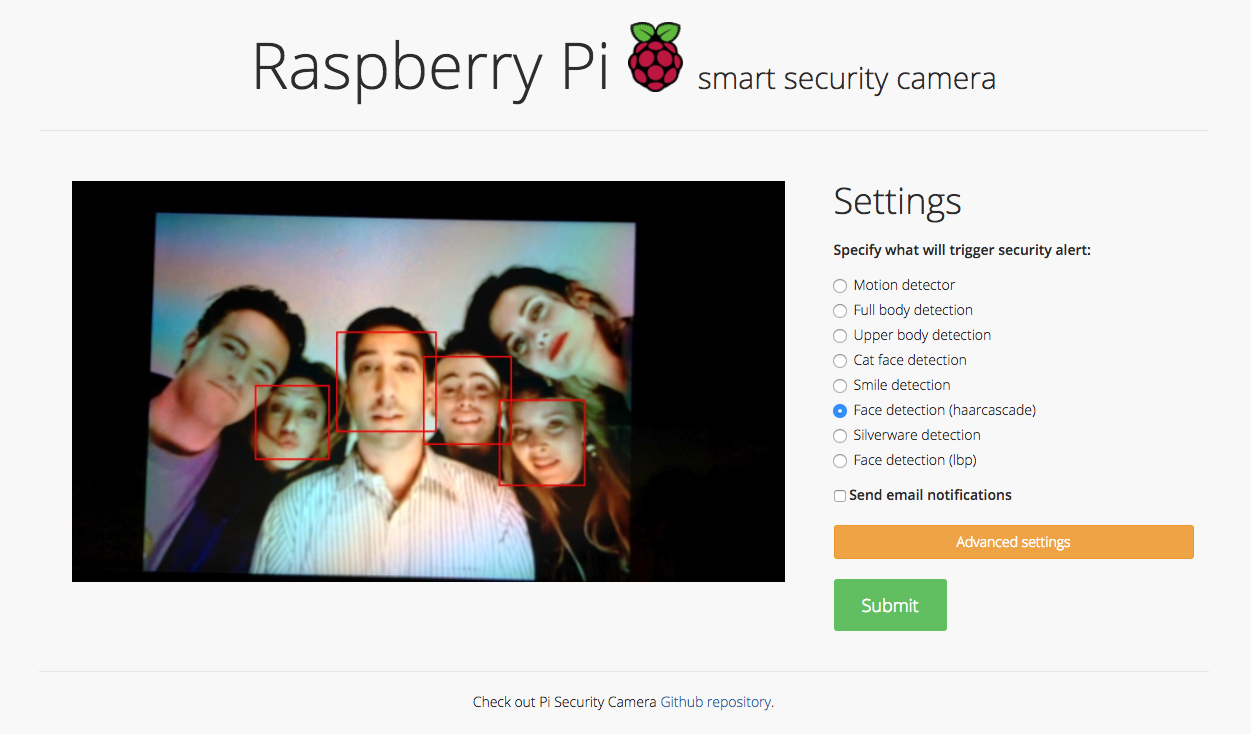 Raspberry Pi smart security camera
Settings
Specify what will trigger security alert:
Motion detector
Full body detection
Upper body detection
Cat face detection
Smile detection
Face detection (haarcascade)
Silverware detection
Face detection (lbp)
Send email notifications
Advanced settings
Submit
Check out Pi Security Camera Github repository.